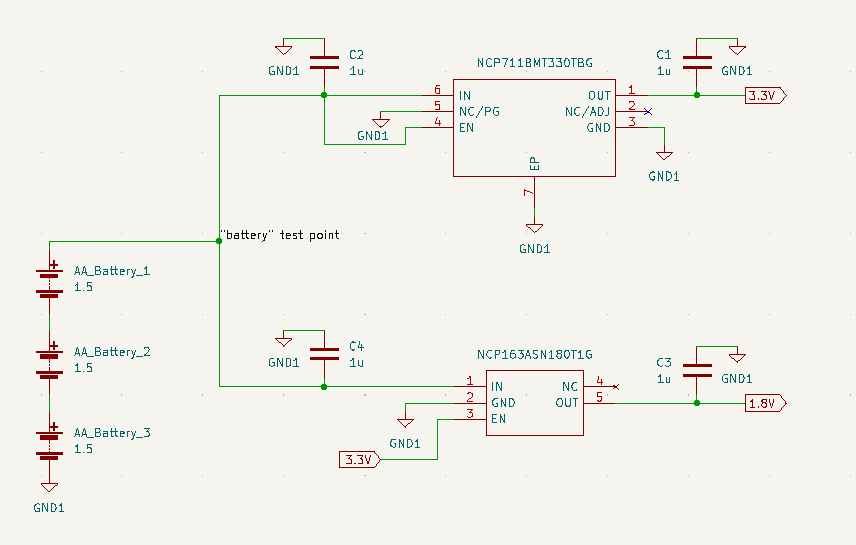 C2
1u
GND1
NCP711BMT330TBG
C1
1u
GND1
6
IN
OUT
1
3.3V
5
NC/PG
NC/ADJ
2
GND1
4
EN
GND
3
EP
GND1
7
GND1
"battery" test point
AA_Battery_1
1.5
AA_Battery_2
1.5
AA_Battery_3
1.5
GND1
C4
1u
GND1
NCP163ASN180T1G
C3
1u
GND1
1
IN
NC
4
2
GND
OUT
5
1.8V
3
EN
GND1
3.3V